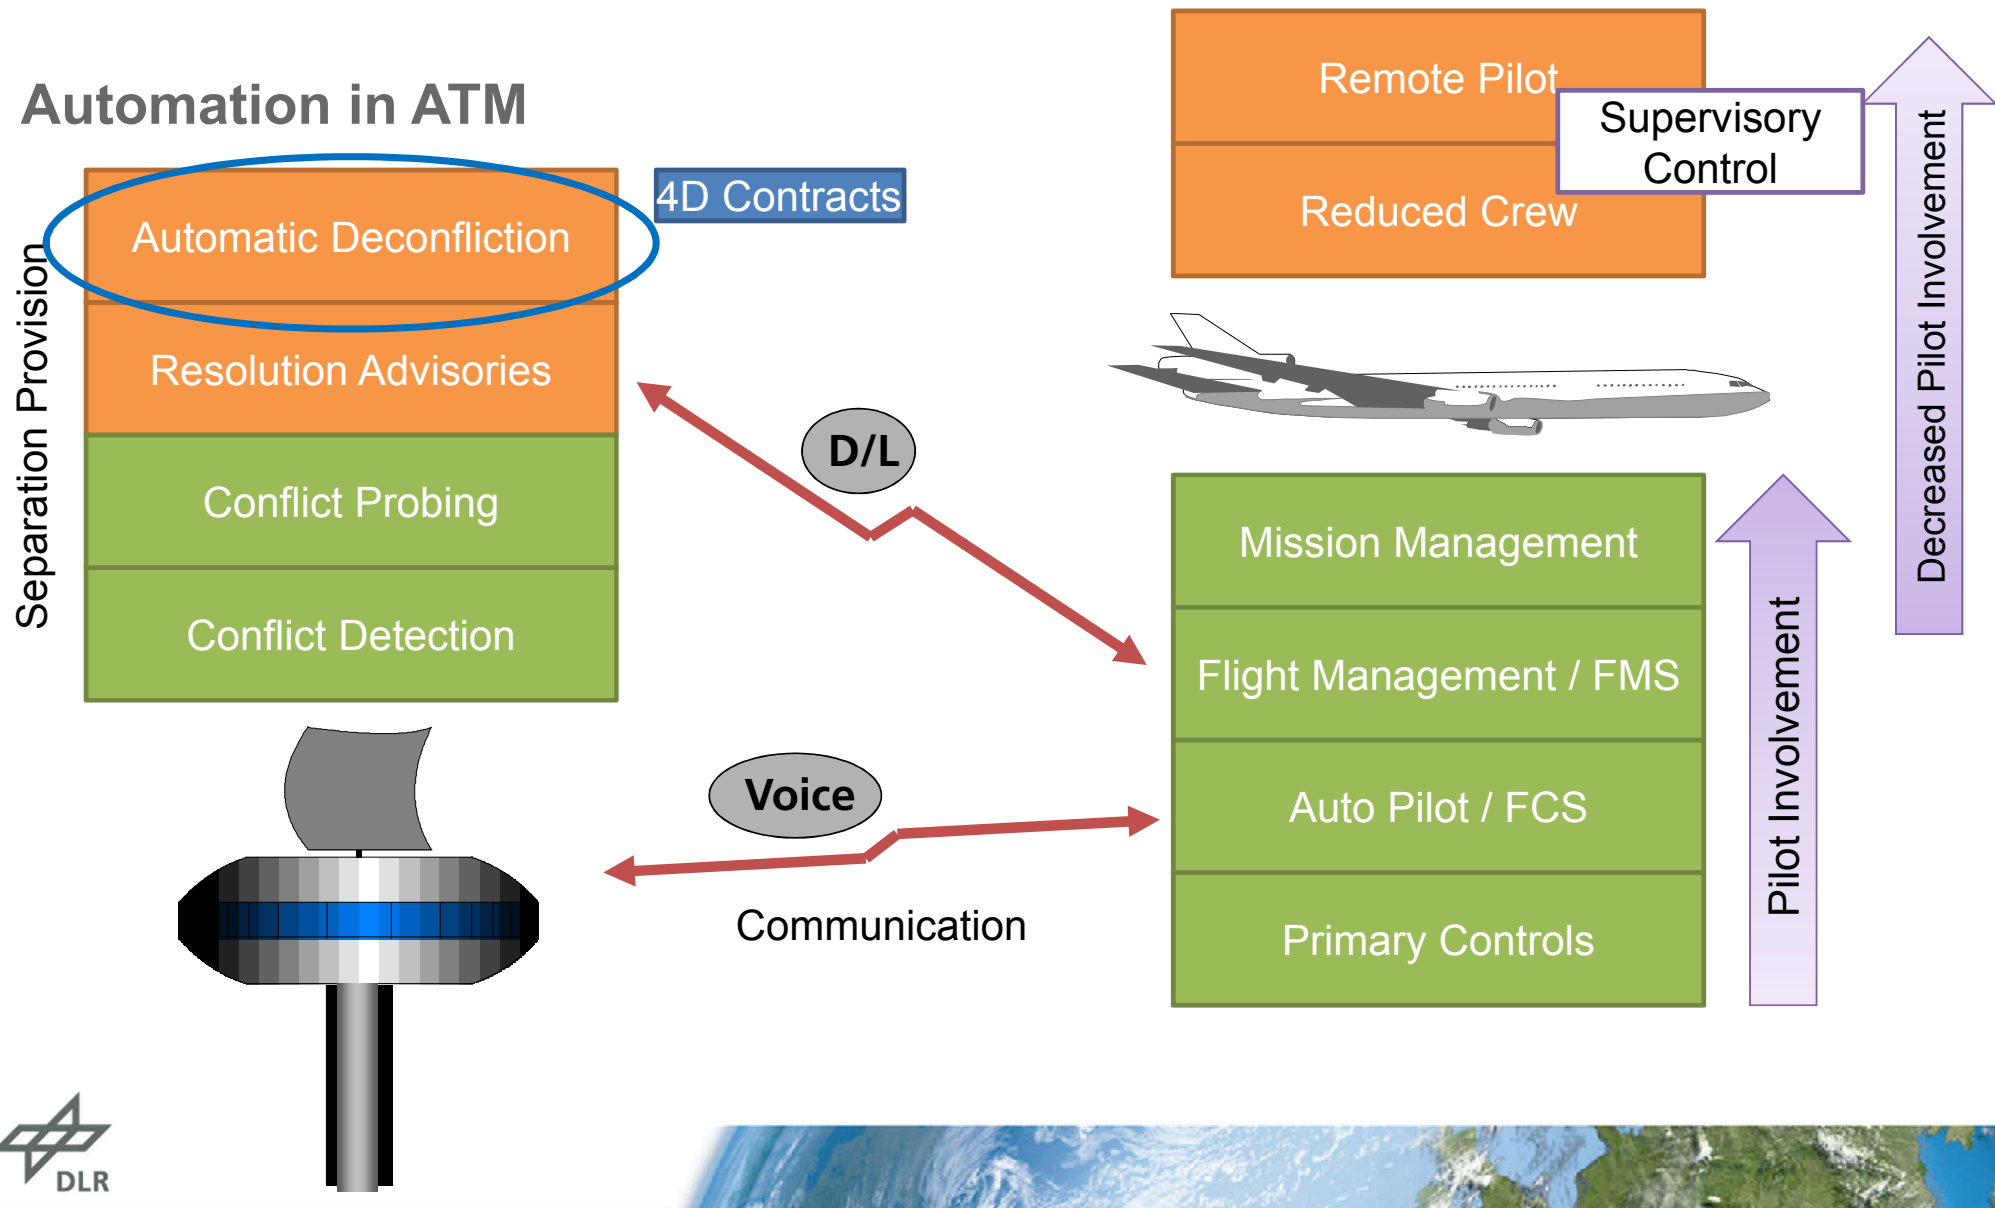 Automation in ATM
Separation Provision
Automatic Deconfliction
Resolution Advisories
Conflict Probing
Conflict Detection
4D Contracts
D/L
Voice
Communication
Remote Pilot
Reduced Crew
Supervisory
Control
Mission Management
Flight Management / FMS
Auto Pilot / FCS
Primary Controls
Pilot Involvement
Decreased Pilot Involvement
DLR